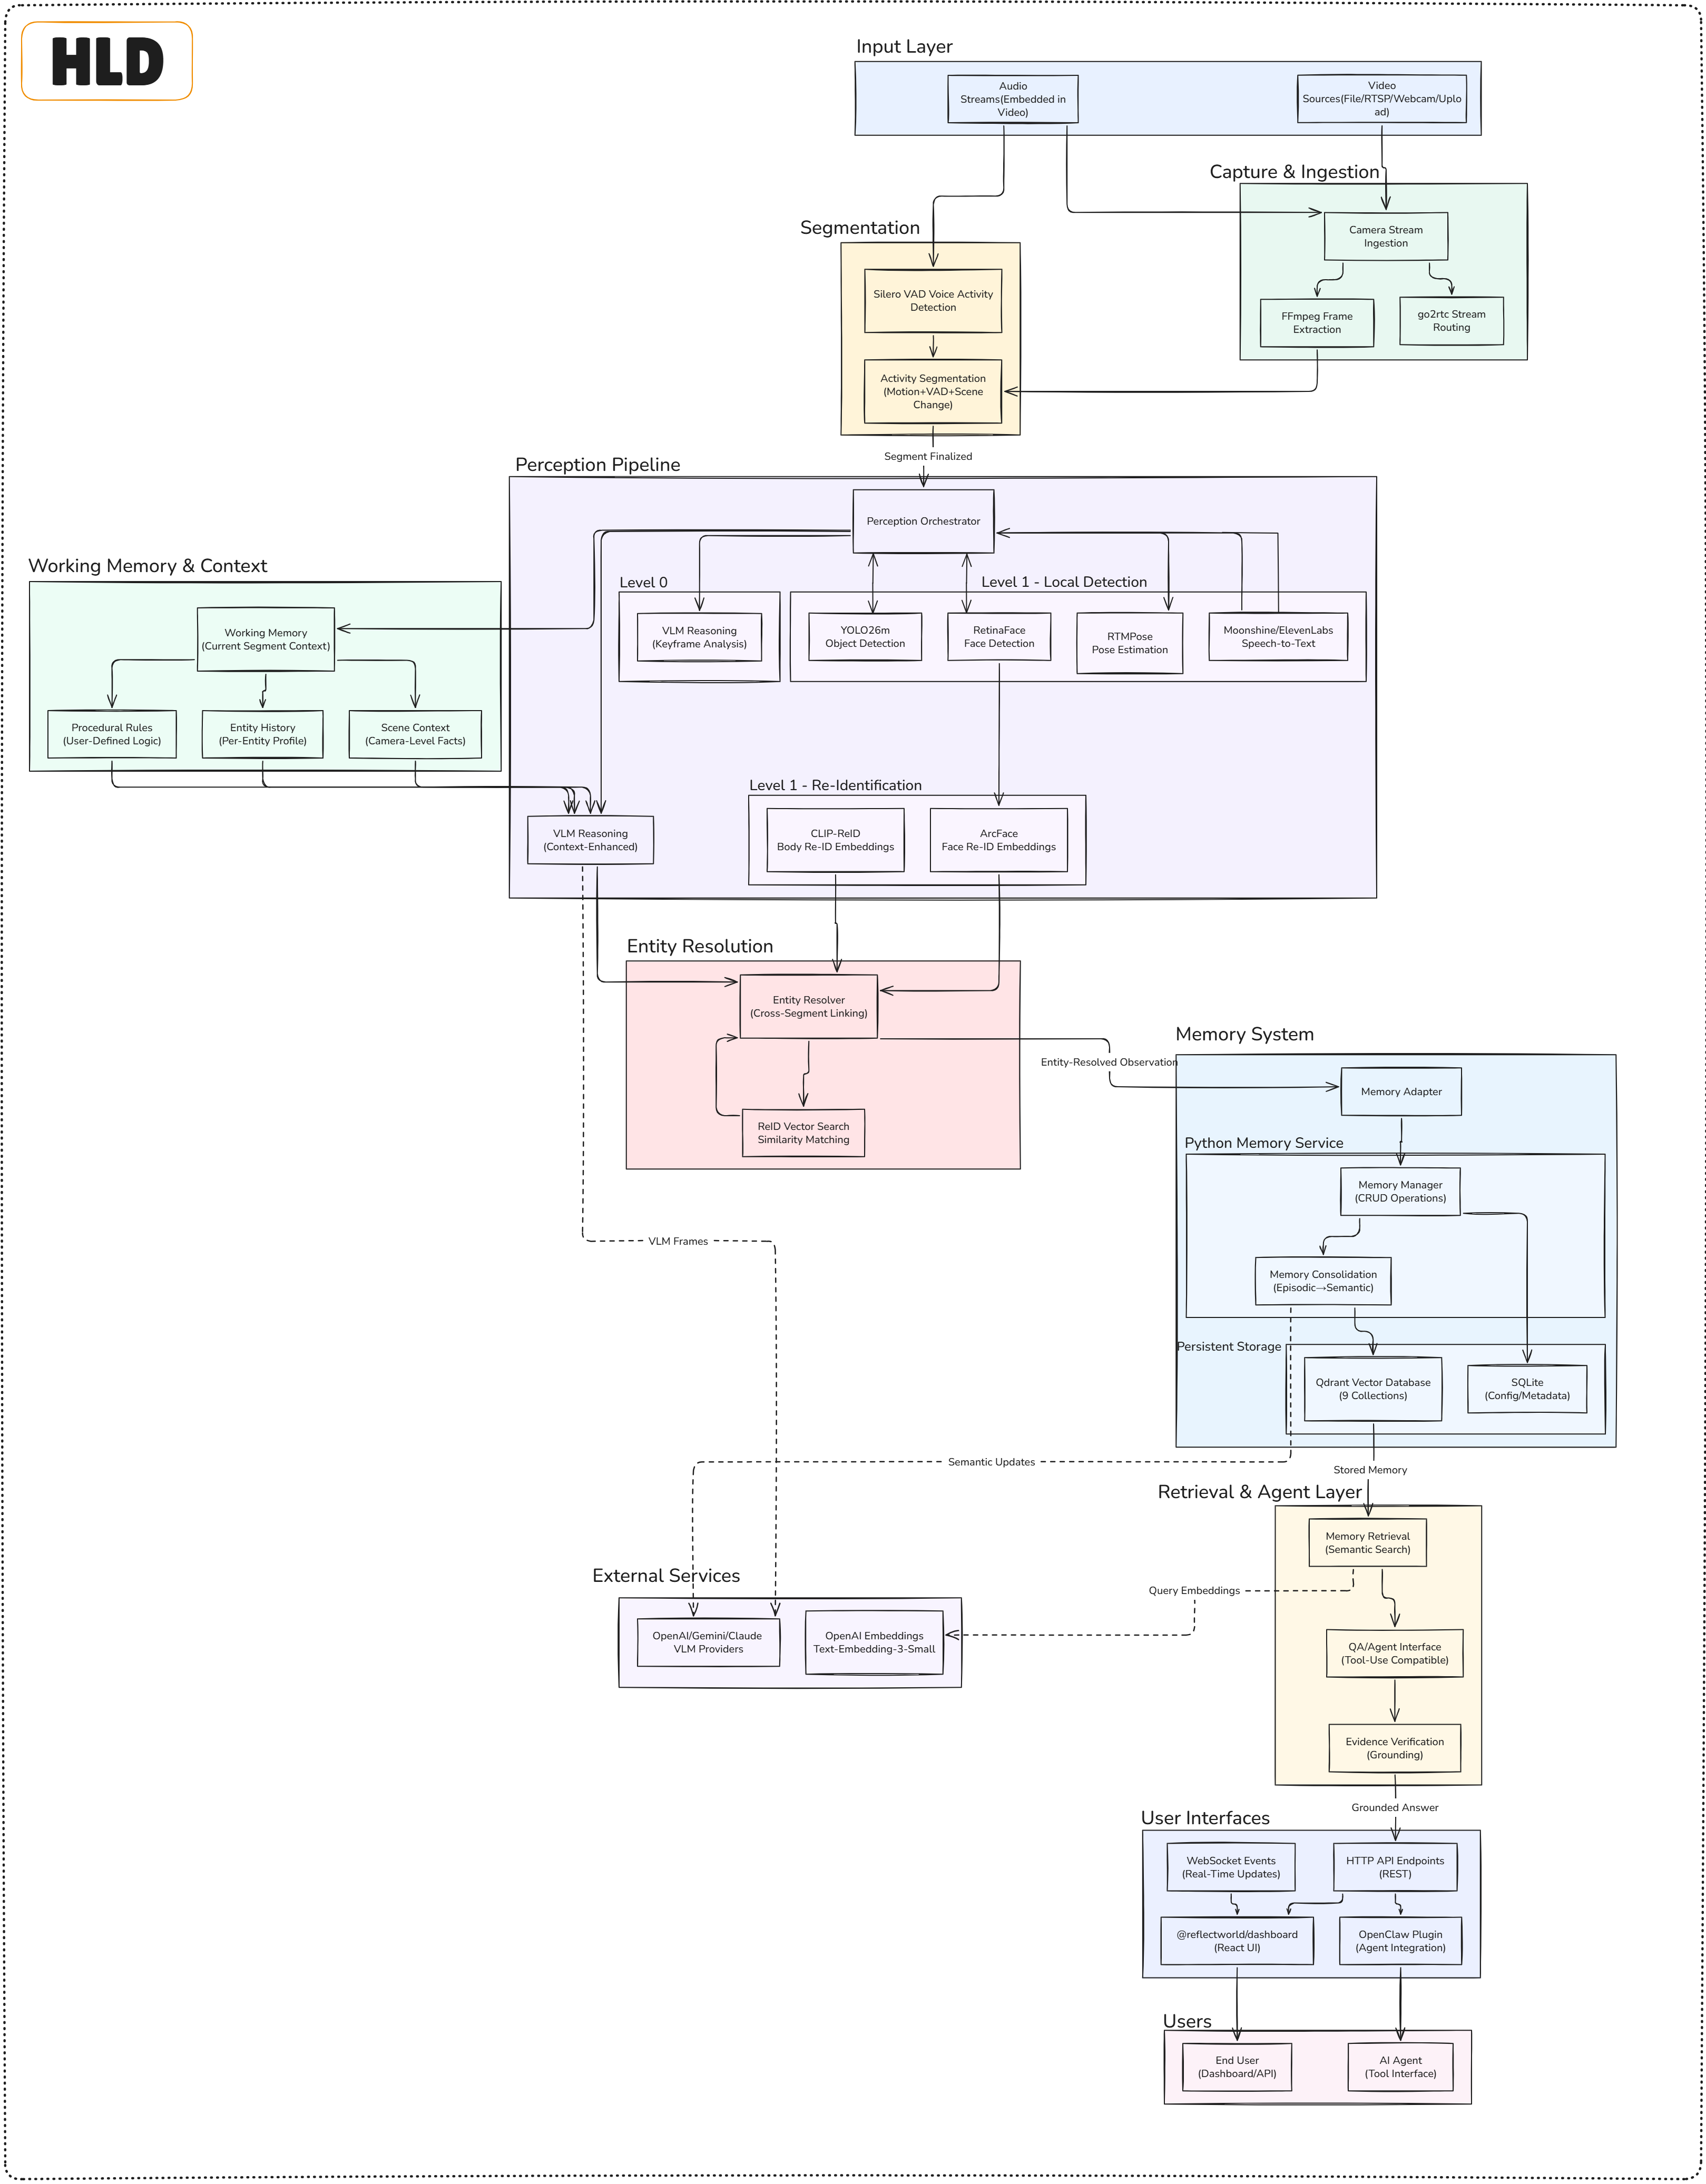 HLD
Input Layer
Audio
Streams(Embedded in
Video)
Video
Sources(File/RTSP/Webcam/Uplo
ad)
Capture & Ingestion
Camera Stream
Ingestion
FFmpeg Frame
Extraction
go2rtc Stream
Routing
Segmentation
Silero VAD Voice Activity
Detection
Activity Segmentation
(Motion+VAD+Scene
Change)
Segment Finalized
Perception Pipeline
Perception Orchestrator
Level 0
VLM Reasoning
(Keyframe Analysis)
Level 1 - Local Detection
YOLO26m
Object Detection
RetinaFace
Face Detection
RTMPose
Pose Estimation
Moonshine/ElevenLabs
Speech-to-Text
Working Memory & Context
Working Memory
(Current Segment Context)
Procedural Rules
(User-Defined Logic)
Entity History
(Per-Entity Profile)
Scene Context
(Camera-Level Facts)
Level 1 - Re-Identification
VLM Reasoning
(Context-Enhanced)
CLIP-ReID
Body Re-ID Embeddings
ArcFace
Face Re-ID Embeddings
Entity Resolution
Entity Resolver
(Cross-Segment Linking)
ReID Vector Search
Similarity Matching
Entity-Resolved Observation
Memory System
Memory Adapter
Python Memory Service
Memory Manager
(CRUD Operations)
Memory Consolidation
(Episodic→Semantic)
VLM Frames
Persistent Storage
Qdrant Vector Database
(9 Collections)
SQLite
(Config/Metadata)
Semantic Updates
Stored Memory
Retrieval & Agent Layer
Memory Retrieval
(Semantic Search)
Query Embeddings
External Services
OpenAI/Gemini/Claude
VLM Providers
OpenAI Embeddings
Text-Embedding-3-Small
QA/Agent Interface
(Tool-Use Compatible)
Evidence Verification
(Grounding)
Grounded Answer
User Interfaces
WebSocket Events
(Real-Time Updates)
HTTP API Endpoints
(REST)
@reflectworld/dashboard
(React UI)
OpenClaw Plugin
(Agent Integration)
Users
End User
(Dashboard/API)
AI Agent
(Tool Interface)